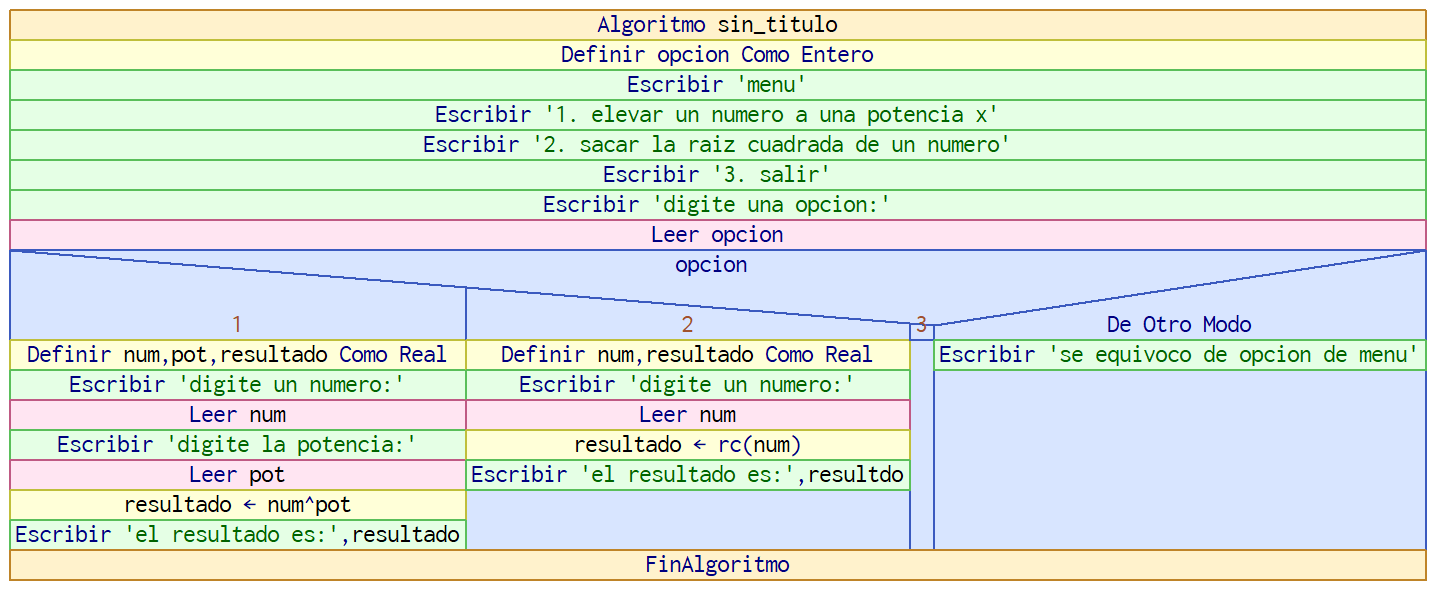 Algoritmo sin_titulo
Definir opcion Como Entero
Escribir 'menu'
Escribir '1. elevar un numero a una potencia x'
Escribir '2. sacar la raiz cuadrada de un numero'
Escribir '3. salir'
Escribir 'digite una opcion:'
Leer opcion
opcion
1
Definir num,pot,resultado Como Real
Escribir 'digite un numero:'
Leer num
Escribir 'digite la potencia:'
Leer pot
resultado ← num^pot
Escribir 'el resultado es:',resultado
2
Definir num,resultado Como Real
Escribir 'digite un numero:'
Leer num
resultado ← rc(num)
Escribir 'el resultado es:',resultdo
3
De Otro Modo
Escribir 'se equivoco de opcion de menu'
FinAlgoritmo